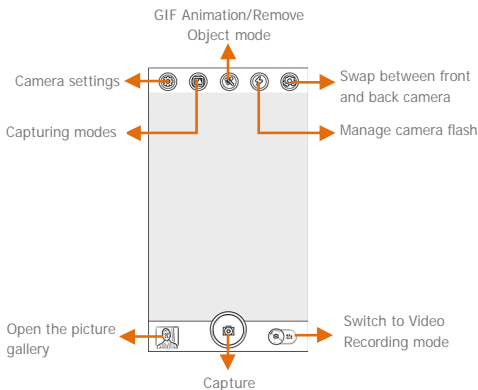 GIF Animation/Remove
Object mode
Camera settings
Swap between front
and back camera
Capturing modes
Manage camera flash
Open the picture
gallery
Switch to Video
Recording mode
Capture